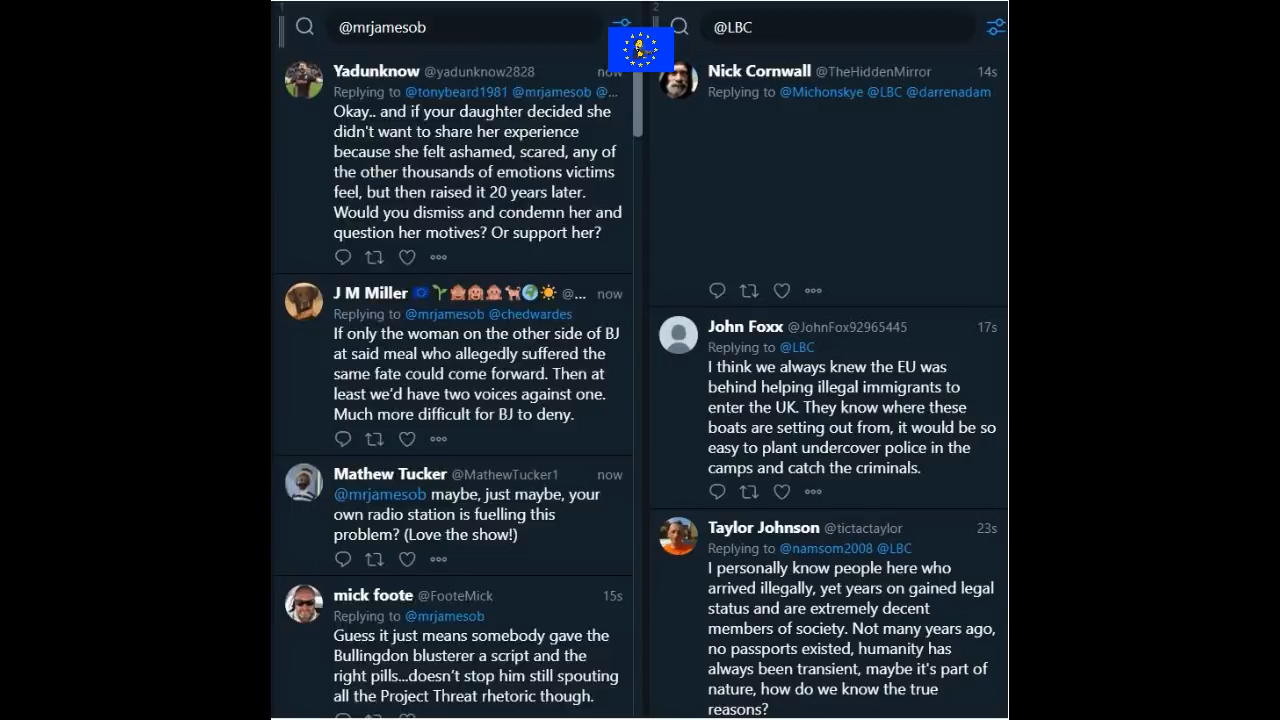 1
@mrjamesob
Yadunknow @yadunknow2828 now
Replying to @tonybeard1981 @mrjamesob @...
Okay.. and if your daughter decided she
didn't want to share her experience
because she felt ashamed, scared, any of
the other thousands of emotions victims
feel, but then raised it 20 years later.
Would you dismiss and condemn her and
question her motives? Or support her?
J M Miller @... now
Replying to @mrjamesob @chedwardes
If only the woman on the other side of BJ
at said meal who allegedly suffered the
same fate could come forward. Then at
least we'd have two voices against one.
Much more difficult for BJ to deny.
Mathew Tucker @MathewTucker1 now
@mrjamesob maybe, just maybe, your
own radio station is fuelling this
problem? (Love the show!)
mick foote @FooteMick 15s
Replying to @mrjamesob
Guess it just means somebody gave the
Bullingdon blusterer a script and the
right pills...doesn't stop him still spouting
all the Project Threat rhetoric though.
2
@LBC
Nick Cornwall @TheHiddenMirror 14s
Replying to @Michonskye @LBC @darrenadam
John Foxx @JohnFox92965445 17s
Replying to @LBC
I think we always knew the EU was
behind helping illegal immigrants to
enter the UK. They know where these
boats are setting out from, it would be so
easy to plant undercover police in the
camps and catch the criminals.
Taylor Johnson @tictactaylor 23s
Replying to @namsom2008 @LBC
I personally know people here who
arrived illegally, yet years on gained legal
status and are extremely decent
members of society. Not many years ago,
no passports existed, humanity has
always been transient, maybe it's part of
nature, how do we know the true
reasons?